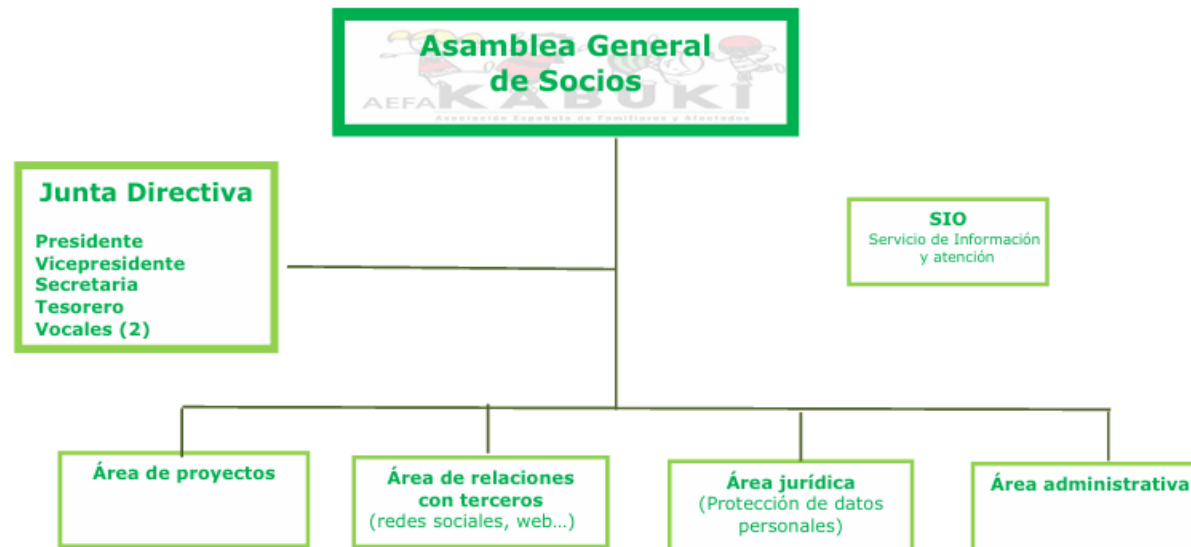 Asamblea General
de Socios
AEFA KABUKI
Asociación Española de Familiares y Afectados
Junta Directiva
Presidente
Vicepresidente
Secretaria
Tesorero
Vocales (2)
SIO
Servicio de Información
y atención
Área de proyectos
Área de relaciones
con terceros
(redes sociales, web...)
Área jurídica
(Protección de datos
personales)
Área administrativa